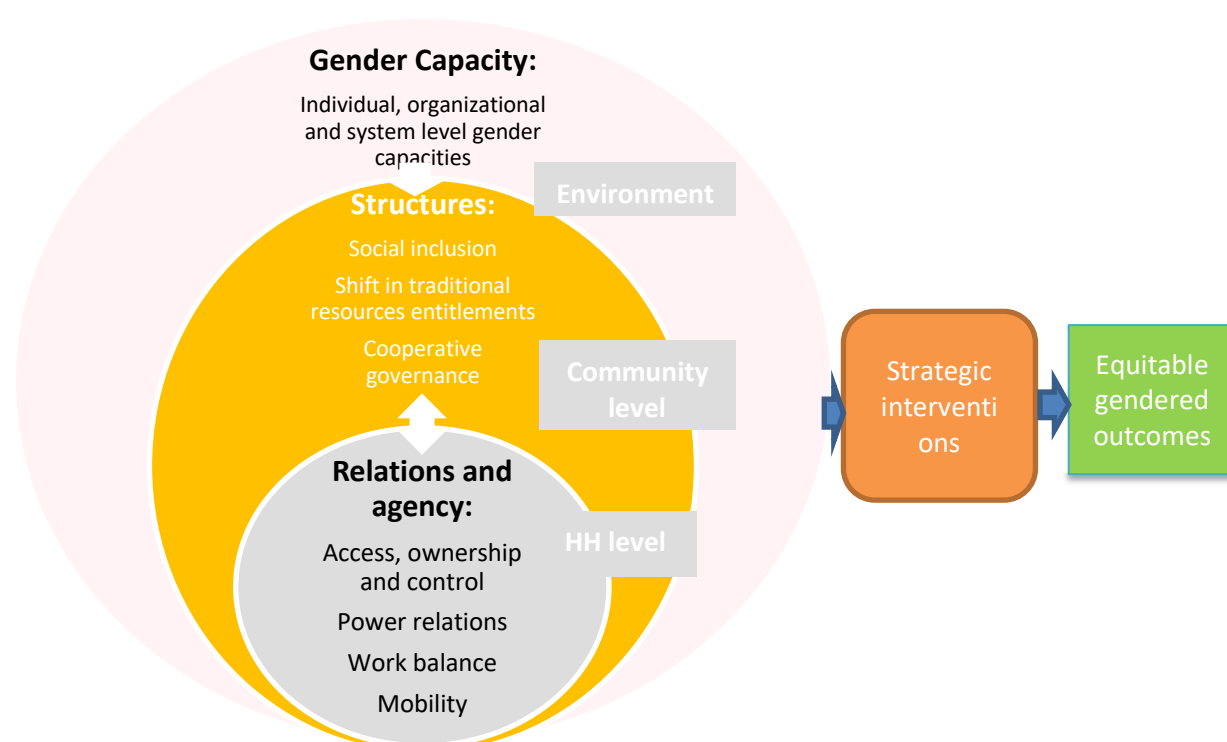 Gender Capacity:
Individual, organizational
and system level gender
capacities
Environment
Structures:
Social inclusion
Shift in traditional
resources entitlements
Cooperative
governance
Community
level
Relations and
agency:
Access, ownership
and control
Power relations
Work balance
Mobility
HH level
Strategic
interventi
ons
Equitable
gendered
outcomes